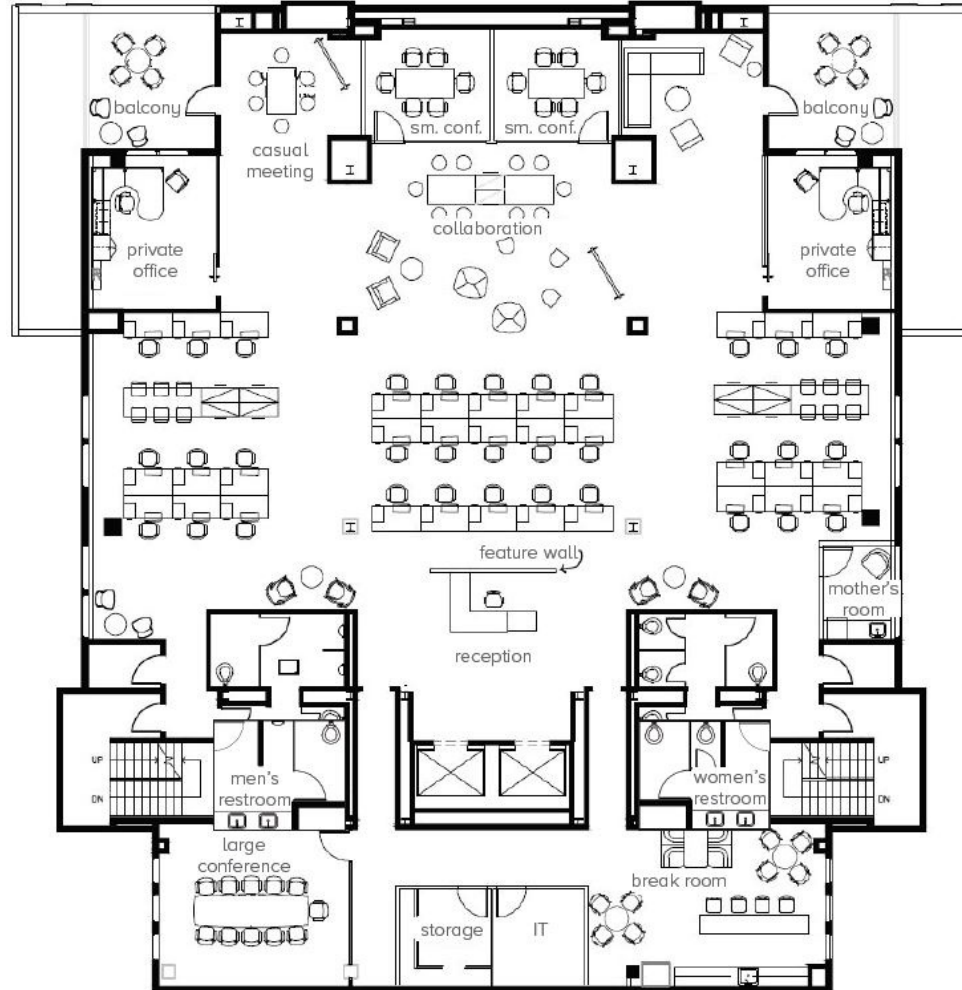 balcony
balcony
sm. conf.
sm. conf.
casual
meeting
collaboration
private
office
private
office
feature wall
mother's
room
reception
UP
DN
UP
DN
men's
restroom
women's
restroom
large
conference
break room
storage
IT